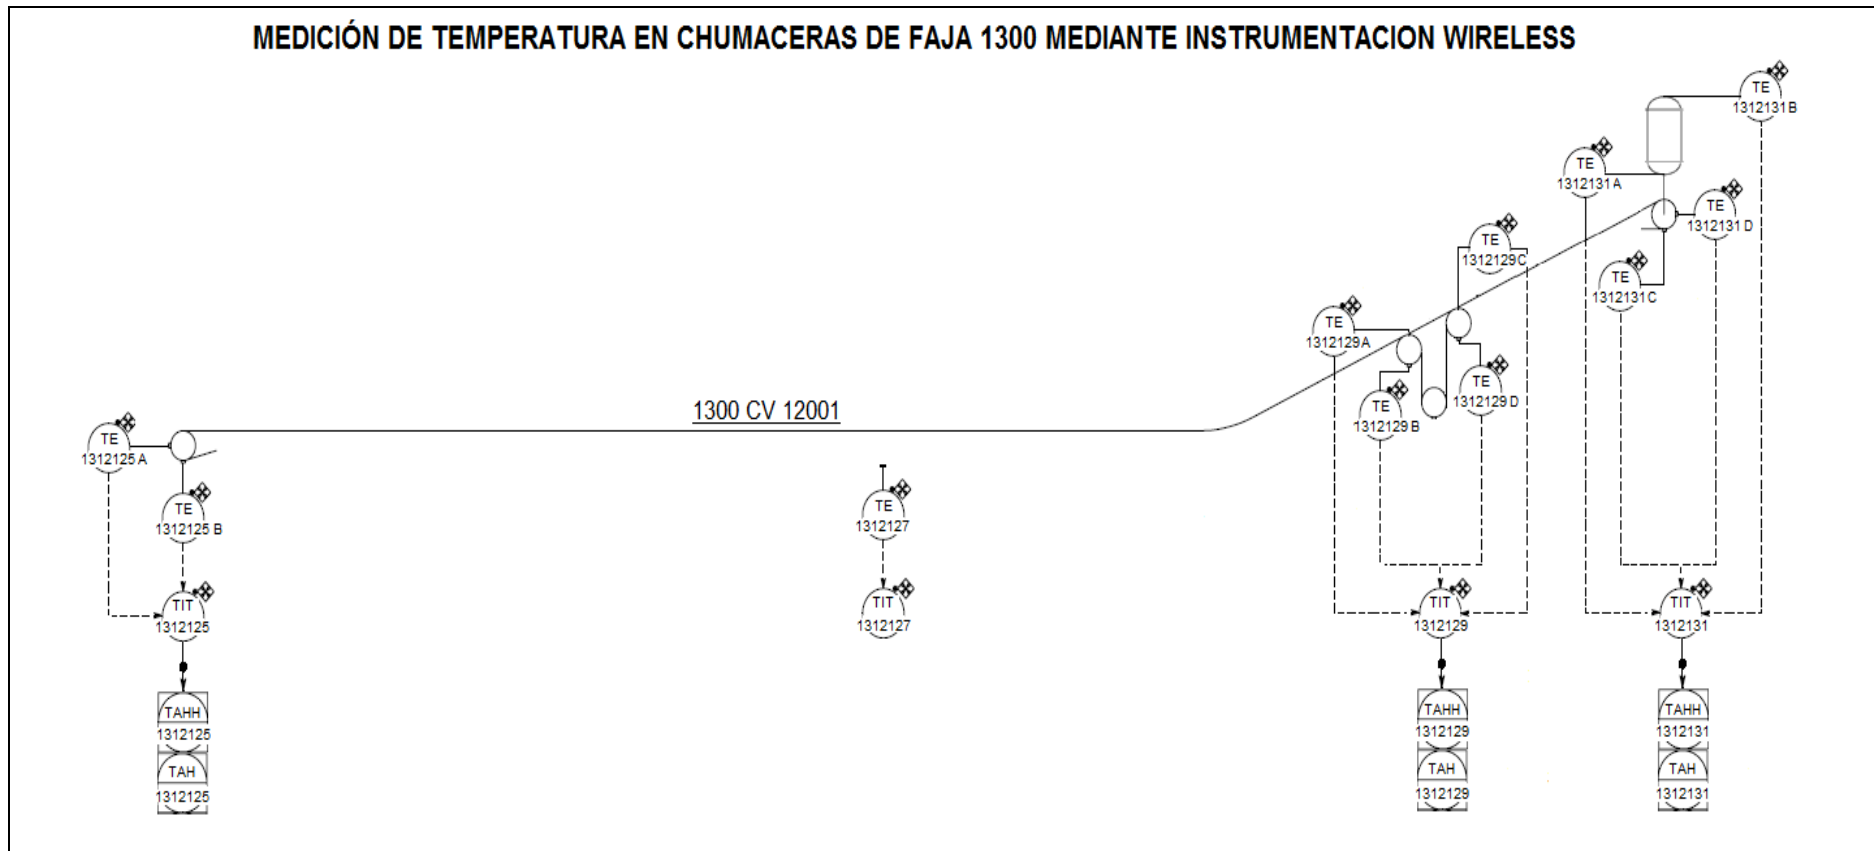 MEDICIÓN DE TEMPERATURA EN CHUMACERAS DE FAJA 1300 MEDIANTE INSTRUMENTACION WIRELESS
TE
1312131 B
TE
1312131 A
TE
1312131 D
TE
1312129 C
TE
1312131 C
TE
1312129 A
TE
1312129 D
TE
1312129 B
1300 CV 12001
TE
1312125 A
TE
1312125 B
TE
1312127
TIT
1312125
TIT
1312127
TIT
1312129
TIT
1312131
TAHH
1312125
TAHH
1312129
TAHH
1312131
TAH
1312125
TAH
1312129
TAH
1312131